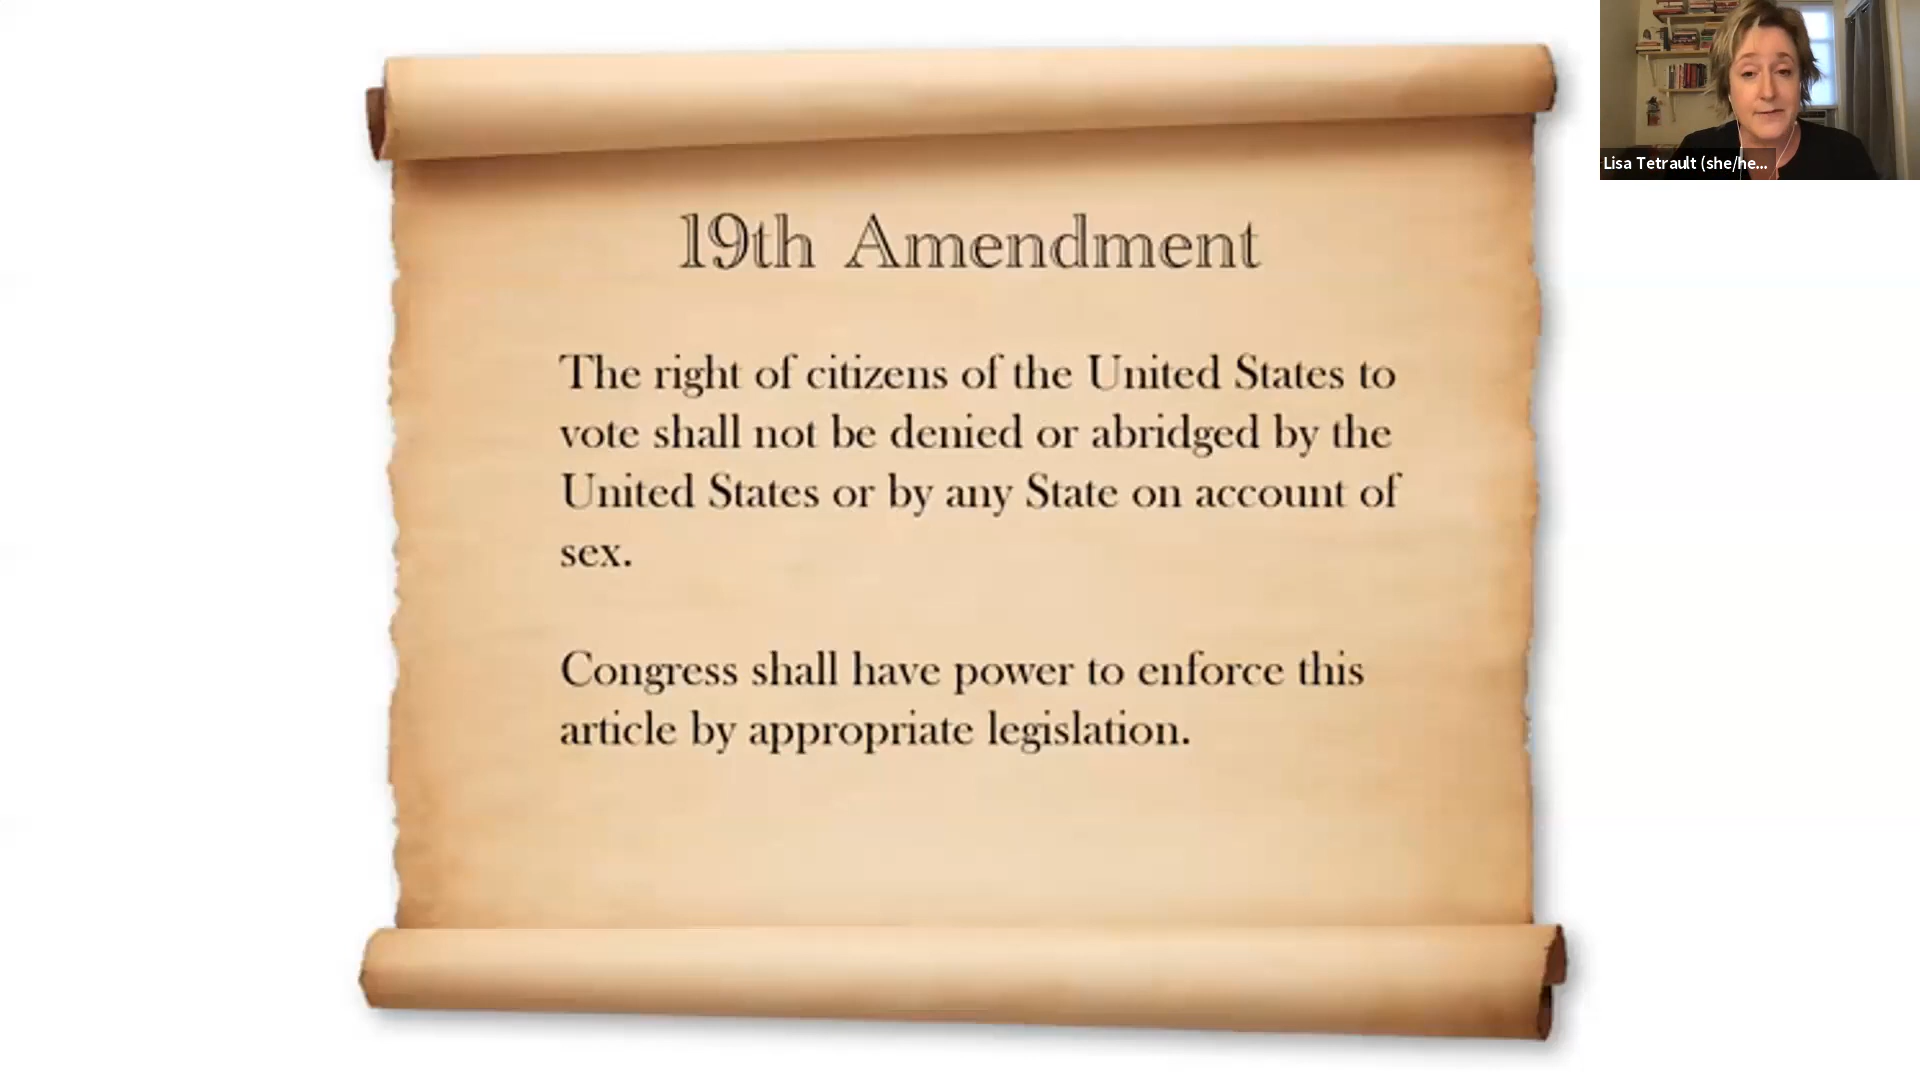 19th Amendment
The right of citizens of the United States to
vote shall not be denied or abridged by the
United States or by any State on account of
sex.
Congress shall have power to enforce this
article by appropriate legislation.
Lisa Tetrault (she/he...